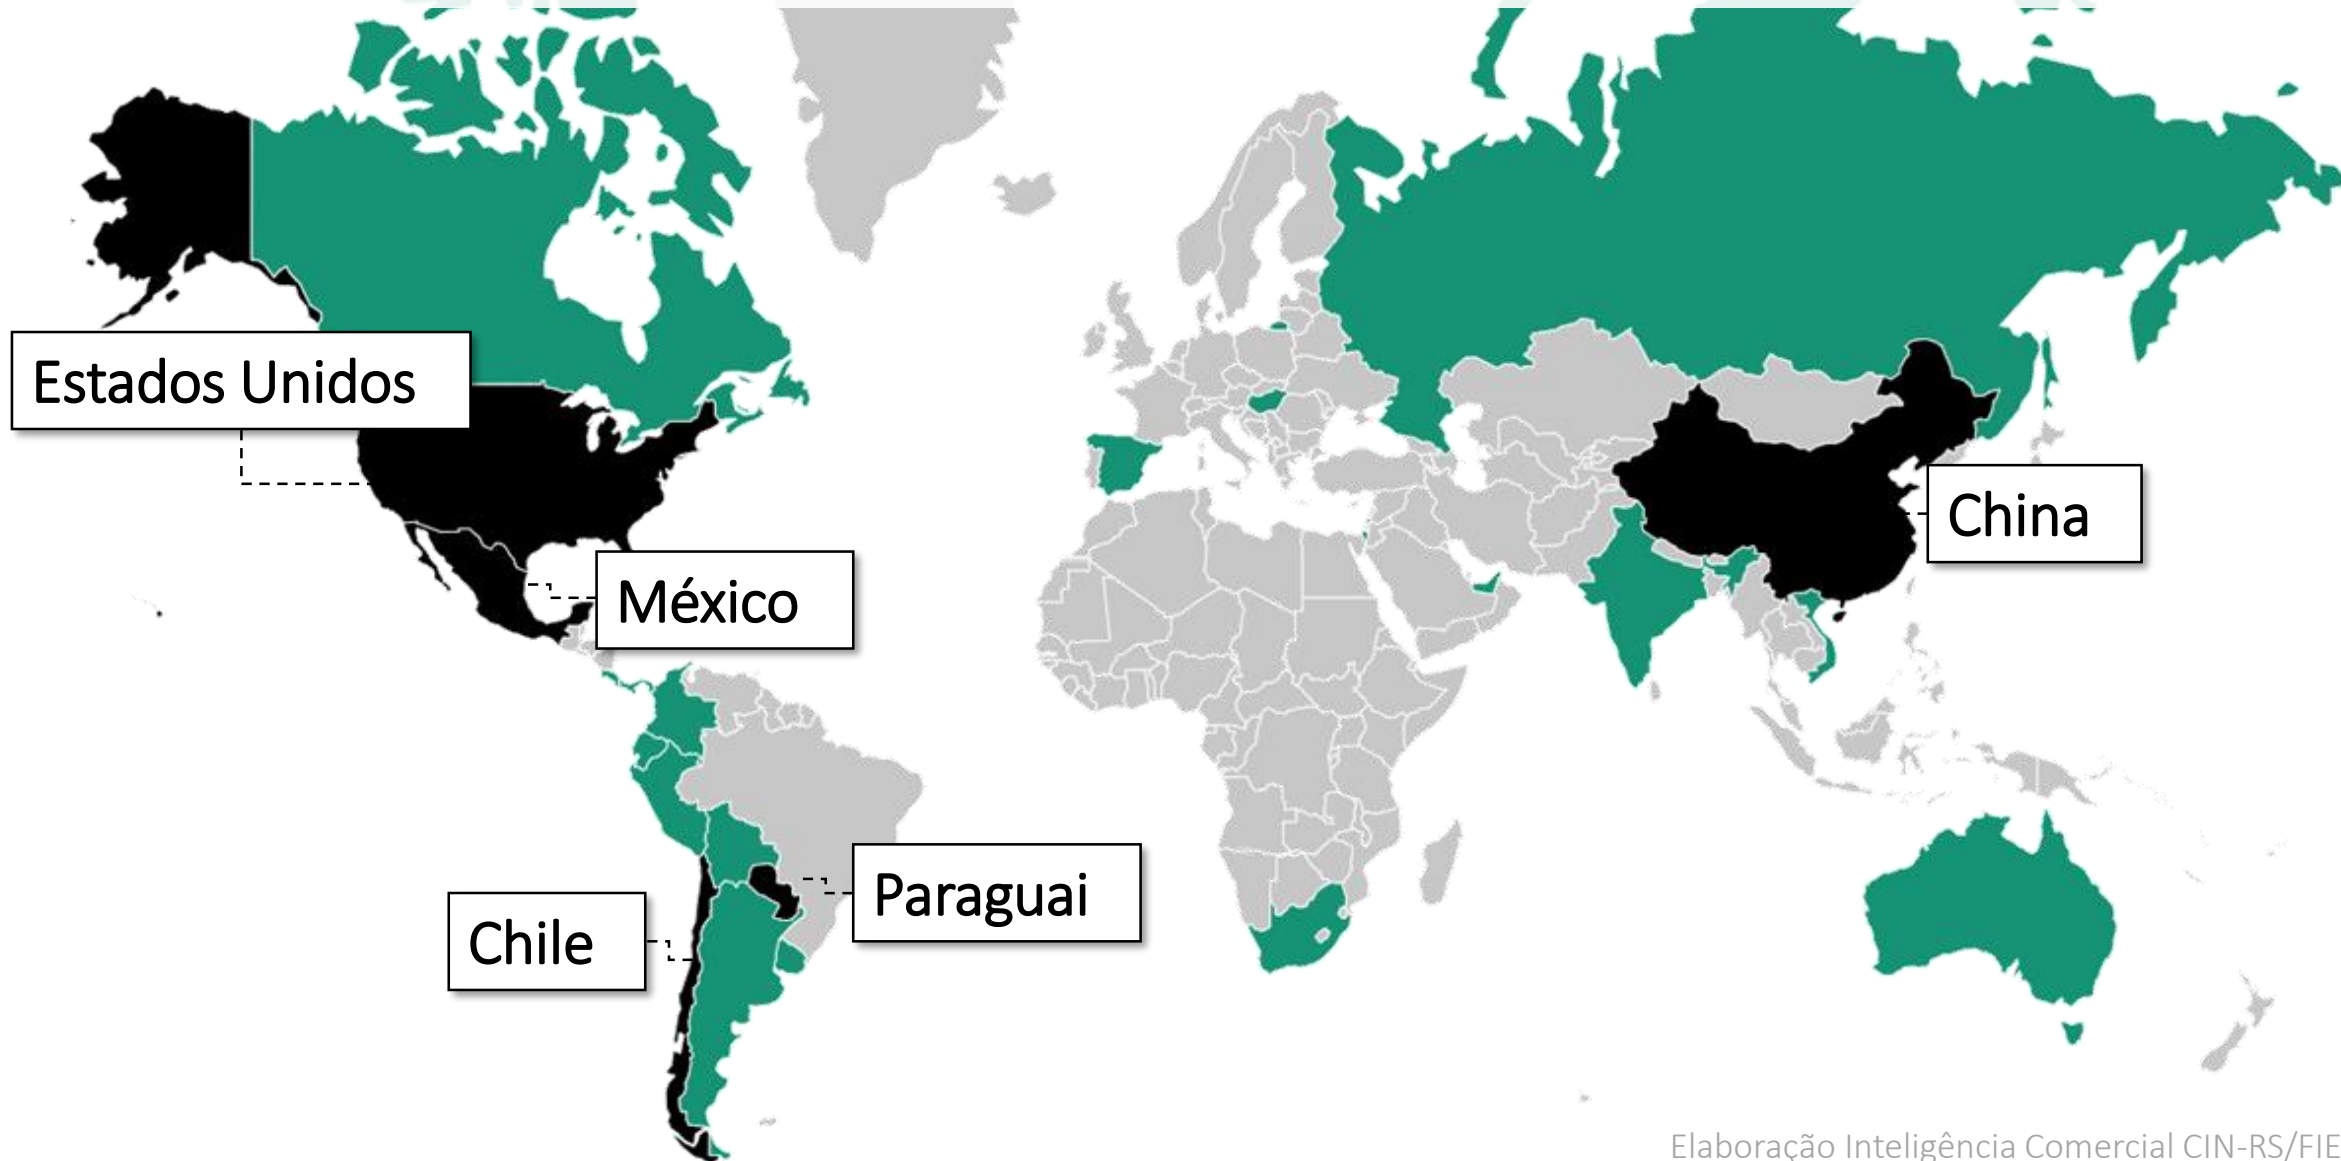 Estados Unidos
China
México
Paraguai
Chile
Elaboração Inteligência Comercial CIN-RS/FIE